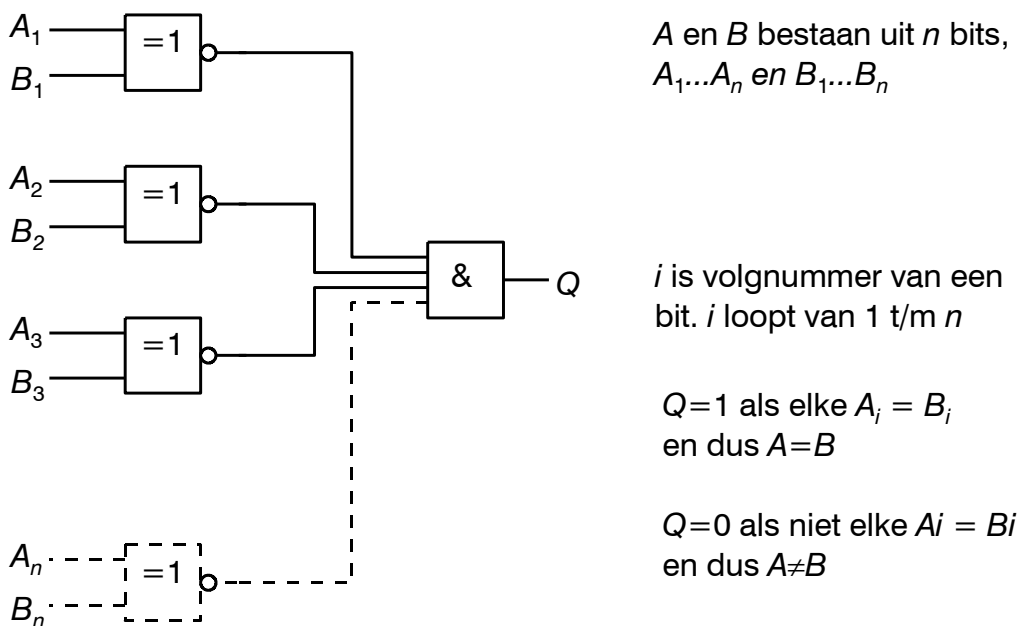 A₁
=1
B₁
A₂
=1
B₂
A₃
=1
B₃
Aₙ
=1
Bₙ
&
Q
A en B bestaan uit n bits,
A₁...Aₙ en B₁...Bₙ
i is volgnummer van een
bit. i loopt van 1 t/m n
Q=1 als elke Aᵢ = Bᵢ
en dus A=B
Q=0 als niet elke Ai = Bi
en dus A≠B